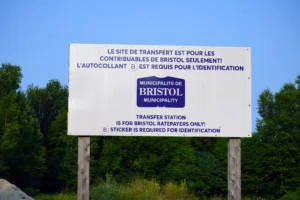 LE SITE DE TRANSFERT EST POUR LES
CONTRIBUABLES DE BRISTOL SEULEMENT!
L'AUTOCOLLANT B EST REQUIS POUR L'IDENTIFICATION
MUNICIPALITÉ DE
BRISTOL
MUNICIPALITY
TRANSFER STATION
IS FOR BRISTOL RATEPAYERS ONLY!
B STICKER IS REQUIRED FOR IDENTIFICATION